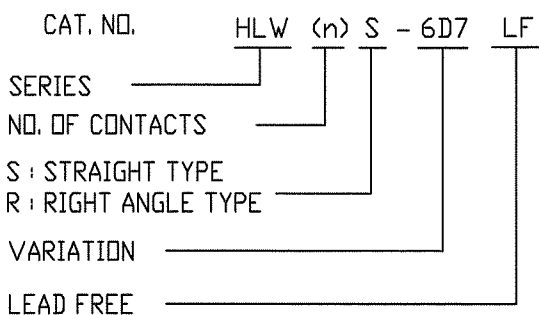 CAT. NO. HLW (n) S - 6D7 LF
SERIES
NO. OF CONTACTS
S : STRAIGHT TYPE
R : RIGHT ANGLE TYPE
VARIATION
LEAD FREE